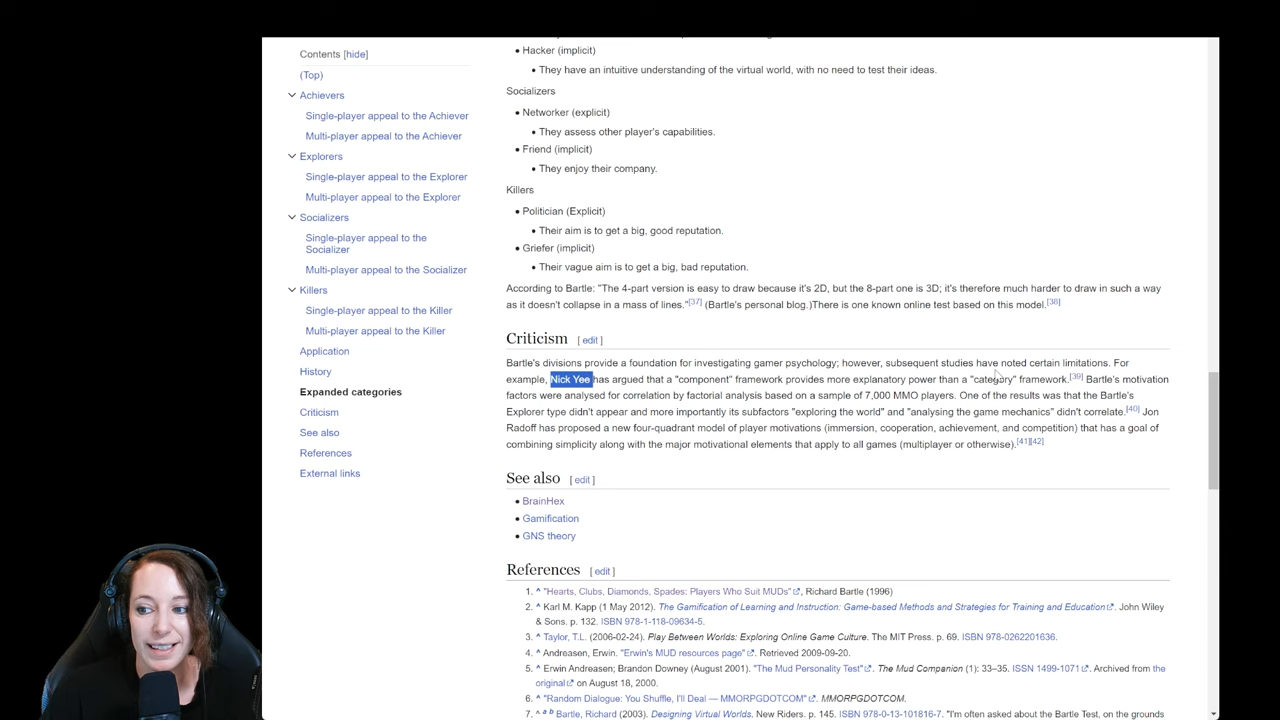 Contents [hide]
(Top)
Achievers
Single-player appeal to the Achiever
Multi-player appeal to the Achiever
Explorers
Single-player appeal to the Explorer
Multi-player appeal to the Explorer
Socializers
Single-player appeal to the
Socializer
Multi-player appeal to the Socializer
Killers
Single-player appeal to the Killer
Multi-player appeal to the Killer
Application
History
Expanded categories
Criticism
See also
References
External links
• Hacker (implicit)
• They have an intuitive understanding of the virtual world, with no need to test their ideas.
Socializers
• Networker (explicit)
• They assess other player's capabilities.
• Friend (implicit)
• They enjoy their company.
Killers
• Politician (Explicit)
• Their aim is to get a big, good reputation.
• Griefer (implicit)
• Their vague aim is to get a big, bad reputation.
According to Bartle: "The 4-part version is easy to draw because it's 2D, but the 8-part one is 3D; it's therefore much harder to draw in such a way
as it doesn't collapse in a mass of lines."[37] (Bartle's personal blog.)There is one known online test based on this model.[38]
Criticism [ edit ]
Bartle's divisions provide a foundation for investigating gamer psychology; however, subsequent studies have noted certain limitations. For
example, Nick Yee has argued that a "component" framework provides more explanatory power than a "category" framework.[39] Bartle's motivation
factors were analysed for correlation by factorial analysis based on a sample of 7,000 MMO players. One of the results was that the Bartle's
Explorer type didn't appear and more importantly its subfactors "exploring the world" and "analysing the game mechanics" didn't correlate.[40] Jon
Radoff has proposed a new four-quadrant model of player motivations (immersion, cooperation, achievement, and competition) that has a goal of
combining simplicity along with the major motivational elements that apply to all games (multiplayer or otherwise).[41][42]
See also [ edit ]
• BrainHex
• Gamification
• GNS theory
References [ edit ]
1. ^ "Hearts, Clubs, Diamonds, Spades: Players Who Suit MUDs", Richard Bartle (1996)
2. ^ Karl M. Kapp (1 May 2012). The Gamification of Learning and Instruction: Game-based Methods and Strategies for Training and Education. John Wiley
& Sons. p. 132. ISBN 978-1-118-09634-5.
3. ^ Taylor, T.L. (2006-02-24). Play Between Worlds: Exploring Online Game Culture. The MIT Press. p. 69. ISBN 978-0262201636.
4. ^ Andreasen, Erwin. "Erwin's MUD resources page". Retrieved 2009-09-20.
5. ^ Erwin Andreasen; Brandon Downey (August 2001). "The Mud Personality Test". The Mud Companion (1): 33–35. ISSN 1499-1071. Archived from the
original on August 18, 2000.
6. ^ "Random Dialogue: You Shuffle, I'll Deal — MMORPGDOTCOM". MMORPGDOTCOM.
7. ^ a b Bartle, Richard (2003). Designing Virtual Worlds. New Riders. p. 145. ISBN 978-0-13-101816-7. "I'm often asked about the Bartle Test, on the grounds